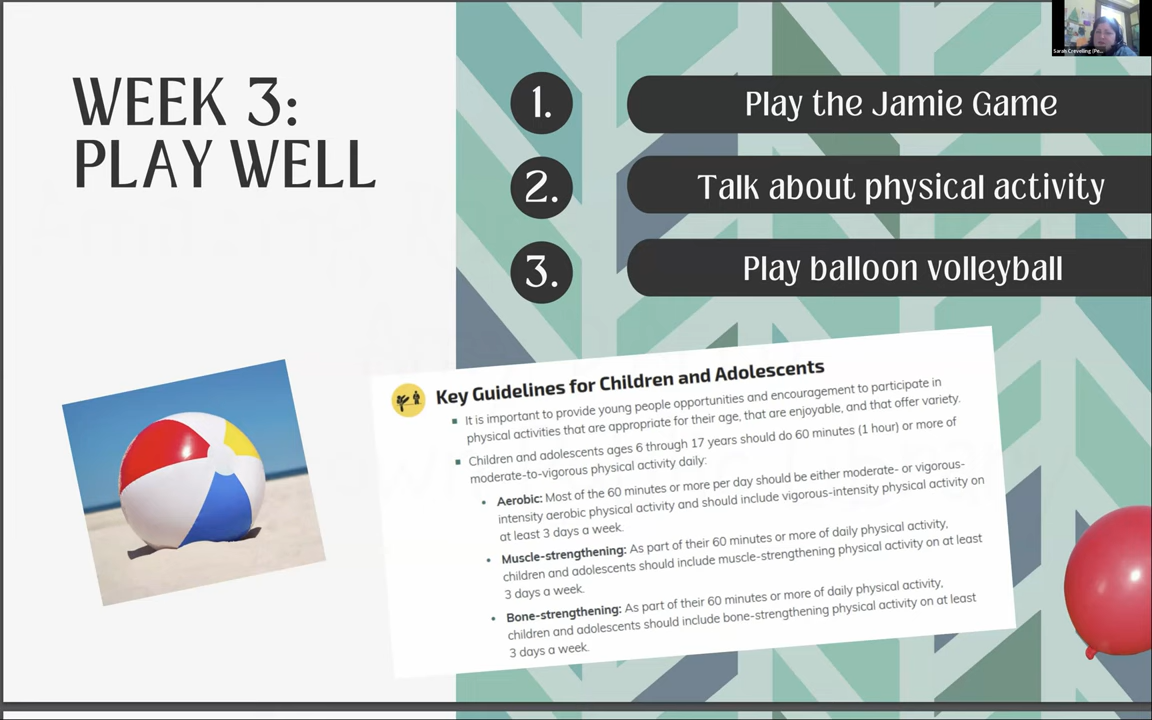 WEEK 3:
PLAY WELL
1.
Play the Jamie Game
2.
Talk about physical activity
3.
Play balloon volleyball
Key Guidelines for Children and Adolescents
It is important to provide young people opportunities and encouragement to participate in
physical activities that are appropriate for their age, that are enjoyable, and that offer variety.
Children and adolescents ages 6 through 17 years should do 60 minutes (1 hour) or more of
moderate-to-vigorous physical activity daily:
Aerobic: Most of the 60 minutes or more per day should be either moderate- or vigorous-
intensity aerobic physical activity and should include vigorous-intensity physical activity on
at least 3 days a week.
Muscle-strengthening: As part of their 60 minutes or more of daily physical activity,
children and adolescents should include muscle-strengthening physical activity on at least
3 days a week.
Bone-strengthening: As part of their 60 minutes or more of daily physical activity,
children and adolescents should include bone-strengthening physical activity on at least
3 days a week.
Sarah Crevelling (Pe...